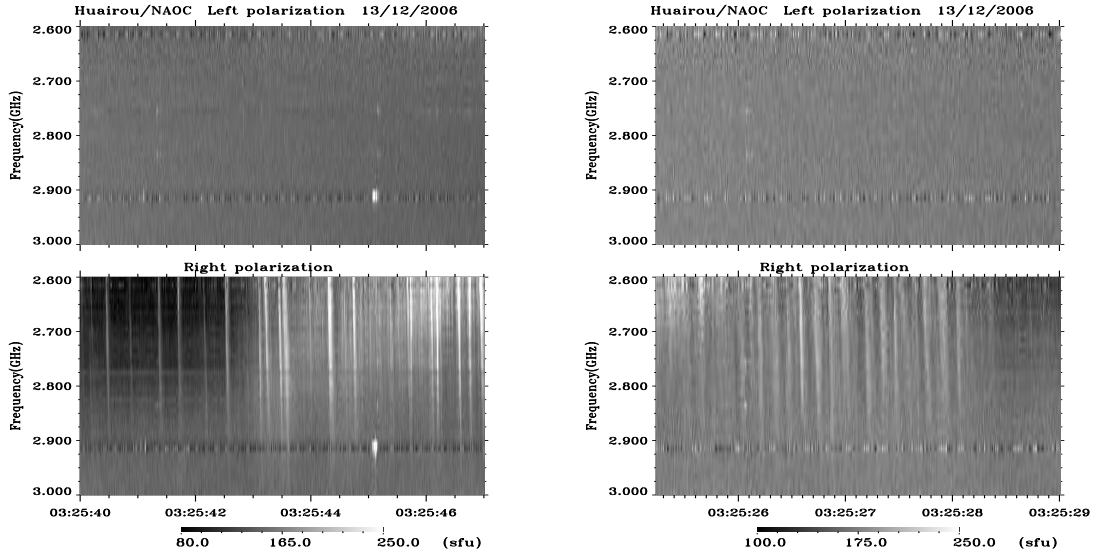 Huairou/NAOC Left polarization 13/12/2006
2.600
2.700
2.800
2.900
3.000
Frequency(GHz)
Right polarization
2.600
2.700
2.800
2.900
3.000
Frequency(GHz)
03:25:40 03:25:42 03:25:44 03:25:46
80.0 165.0 250.0 (sfu)
Huairou/NAOC Left polarization 13/12/2006
2.600
2.700
2.800
2.900
3.000
Frequency(GHz)
Right polarization
2.600
2.700
2.800
2.900
3.000
Frequency(GHz)
03:25:26 03:25:27 03:25:28 03:25:29
100.0 175.0 250.0 (sfu)